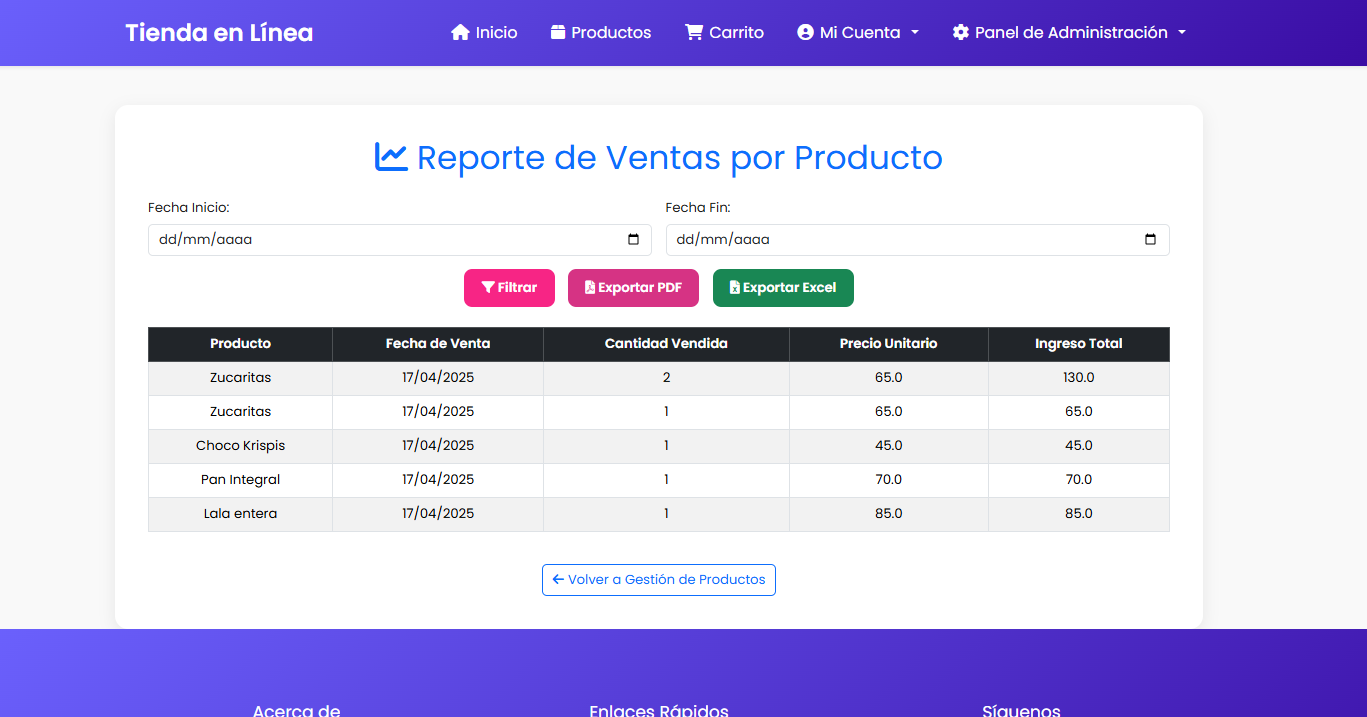 Tienda en Línea Inicio Productos Carrito Mi Cuenta Panel de Administración
Reporte de Ventas por Producto
Fecha Inicio: Fecha Fin:
dd/mm/aaaa dd/mm/aaaa
Filtrar Exportar PDF Exportar Excel
Producto Fecha de Venta Cantidad Vendida Precio Unitario Ingreso Total
Zucaritas 17/04/2025 2 65.0 130.0
Zucaritas 17/04/2025 1 65.0 65.0
Choco Krispis 17/04/2025 1 45.0 45.0
Pan Integral 17/04/2025 1 70.0 70.0
Lala entera 17/04/2025 1 85.0 85.0
Volver a Gestión de Productos
Acerca de Enlaces Rápidos Síguenos